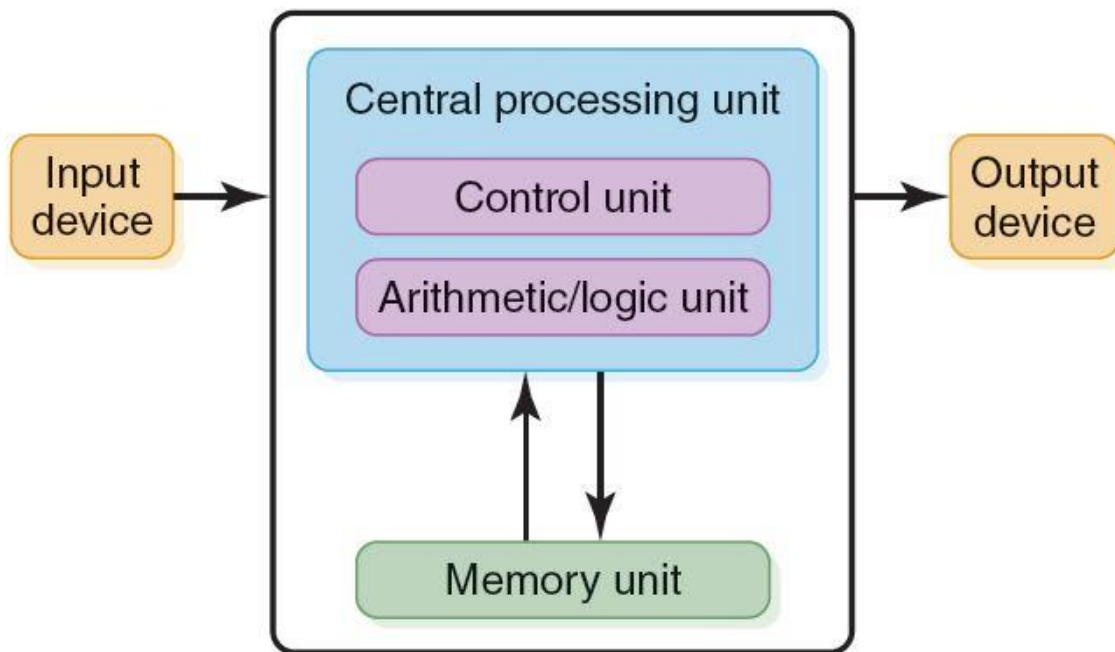 Central processing unit
Input
device
Control unit
Arithmetic/logic unit
Output
device
Memory unit